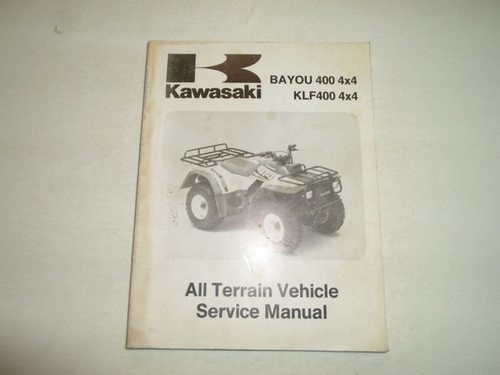 Kawasaki
BAYOU 400 4x4
KLF400 4x4
All Terrain Vehicle
Service Manual